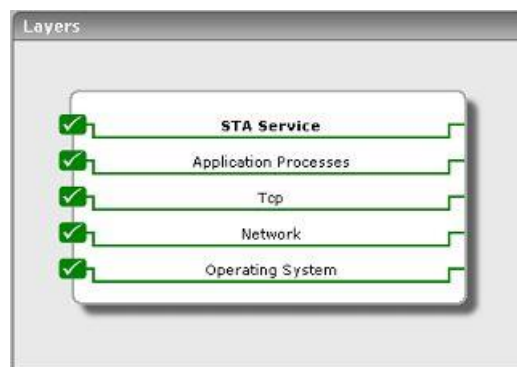 Layers
STA Service
Application Processes
Tcp
Network
Operating System